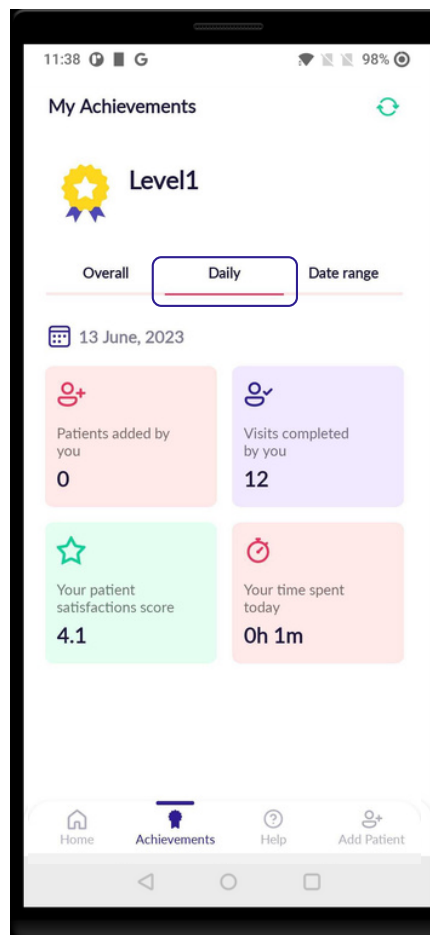 11:38 G 98%
My Achievements
Level1
Overall Daily Date range
13 June, 2023
Patients added by
you
0
Visits completed
by you
12
Your patient
satisfactions score
4.1
Your time spent
today
0h 1m
Home Achievements Help Add Patient